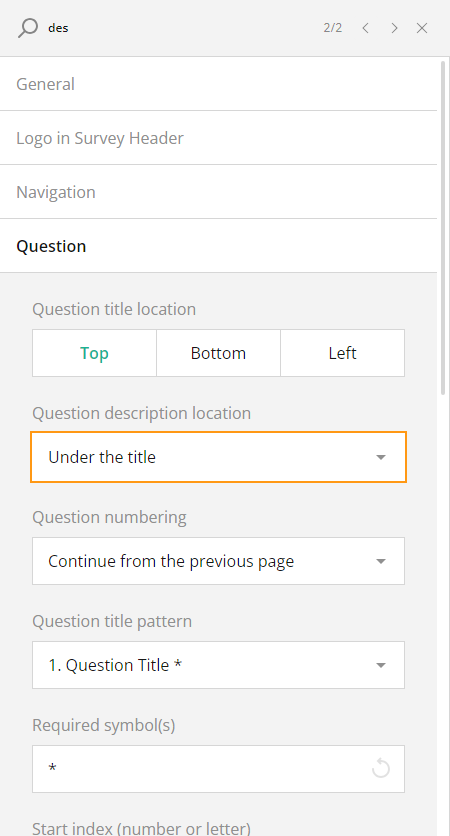 des 2/2
General
Logo in Survey Header
Navigation
Question
Question title location
Top Bottom Left
Question description location
Under the title
Question numbering
Continue from the previous page
Question title pattern
1. Question Title *
Required symbol(s)
*
Start index (number or letter)